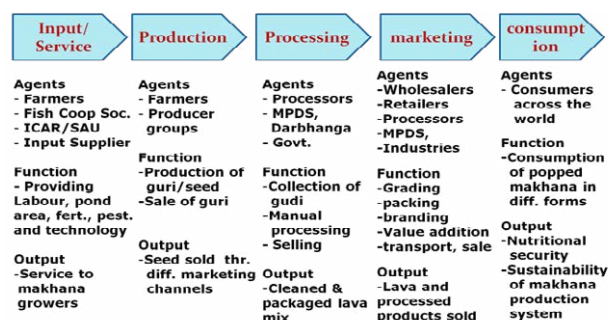 Input/
Service
Production
Processing
marketing
consumpt
ion
Agents
- Farmers
- Fish Coop Soc.
- ICAR/SAU
- Input Supplier
Function
- Providing
Labour, pond
area, fert., pest.
and technology
Output
-Service to
makhana
growers
Agents
- Farmers
- Producer
groups
Function
-Production of
guri/seed
-Sale of guri
Output
-Seed sold thr.
diff. marketing
channels
Agents
- Processors
- MPDS,
Darbhanga
- Govt.
Function
-Collection of
gudi
-Manual
processing
- Selling
Output
-Cleaned &
packaged lava
mix
Agents
-Wholesalers
-Retailers
-Processors
-MPDS,
-Industries
Function
-Grading
-packing
-branding
-Value addition
-transport, sale
Output
-Lava and
processed
products sold
Agents
- Consumers
across the
world
Function
-Consumption
of popped
makhana in
diff. forms
Output
-Nutritional
security
-Sustainability
of makhana
production
system